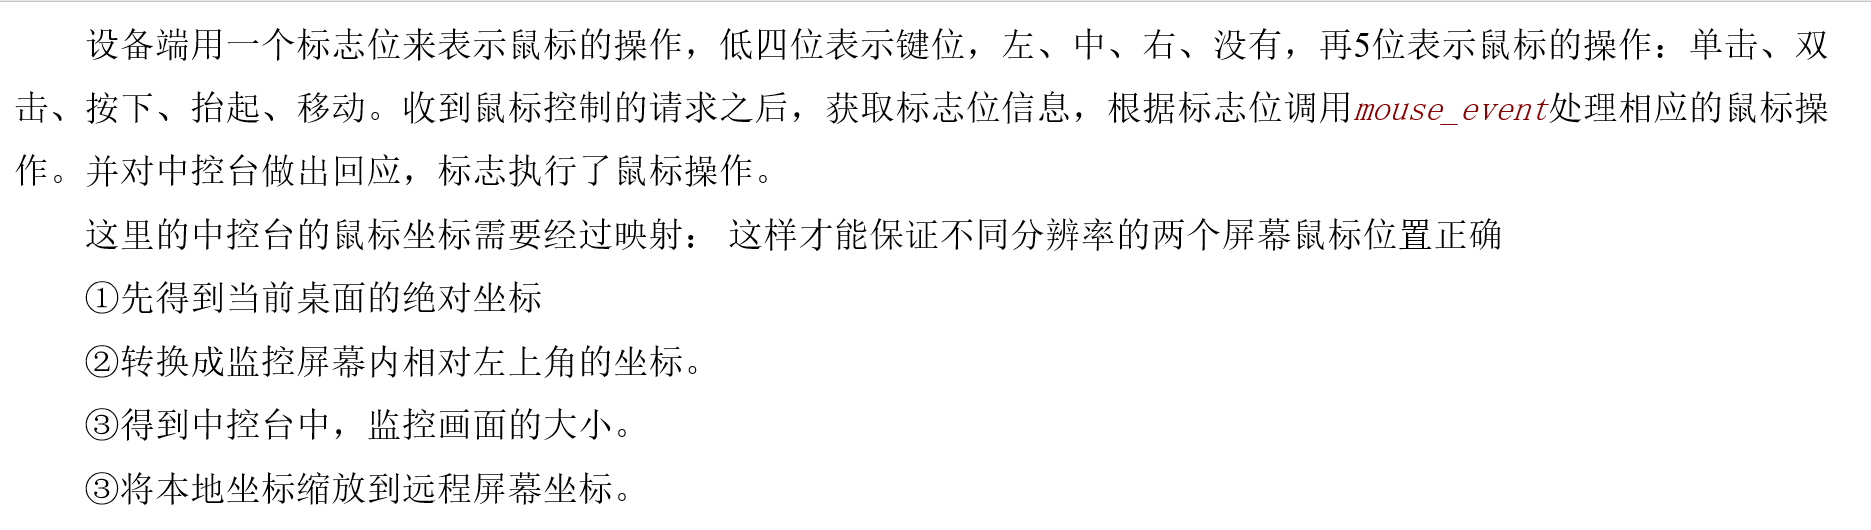 设备端用一个标志位来表示鼠标的操作，低四位表示键位，左、中、右、没有，再5位表示鼠标的操作：单击、双
击、按下、抬起、移动。收到鼠标控制的请求之后，获取标志位信息，根据标志位调用mouse_event处理相应的鼠标操
作。并对中控台做出回应，标志执行了鼠标操作。
这里的中控台的鼠标坐标需要经过映射： 这样才能保证不同分辨率的两个屏幕鼠标位置正确
①先得到当前桌面的绝对坐标
②转换成监控屏幕内相对左上角的坐标。
③得到中控台中，监控画面的大小。
③将本地坐标缩放到远程屏幕坐标。